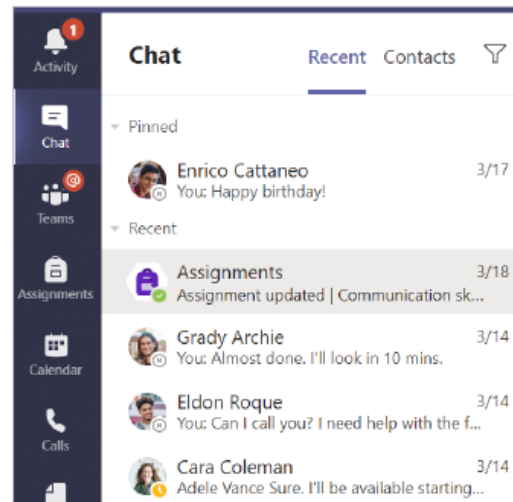 1
Activity
Chat
@
Teams
Assignments
Calendar
Calls
Chat Recent Contacts
Pinned
Enrico Cattaneo 3/17
You: Happy birthday!
Recent
Assignments 3/18
Assignment updated | Communication sk...
Grady Archie 3/14
You: Almost done. I'll look in 10 mins.
Eldon Roque 3/14
You: Can I call you? I need help with the f...
Cara Coleman 3/14
Adele Vance Sure. I'll be available starting...